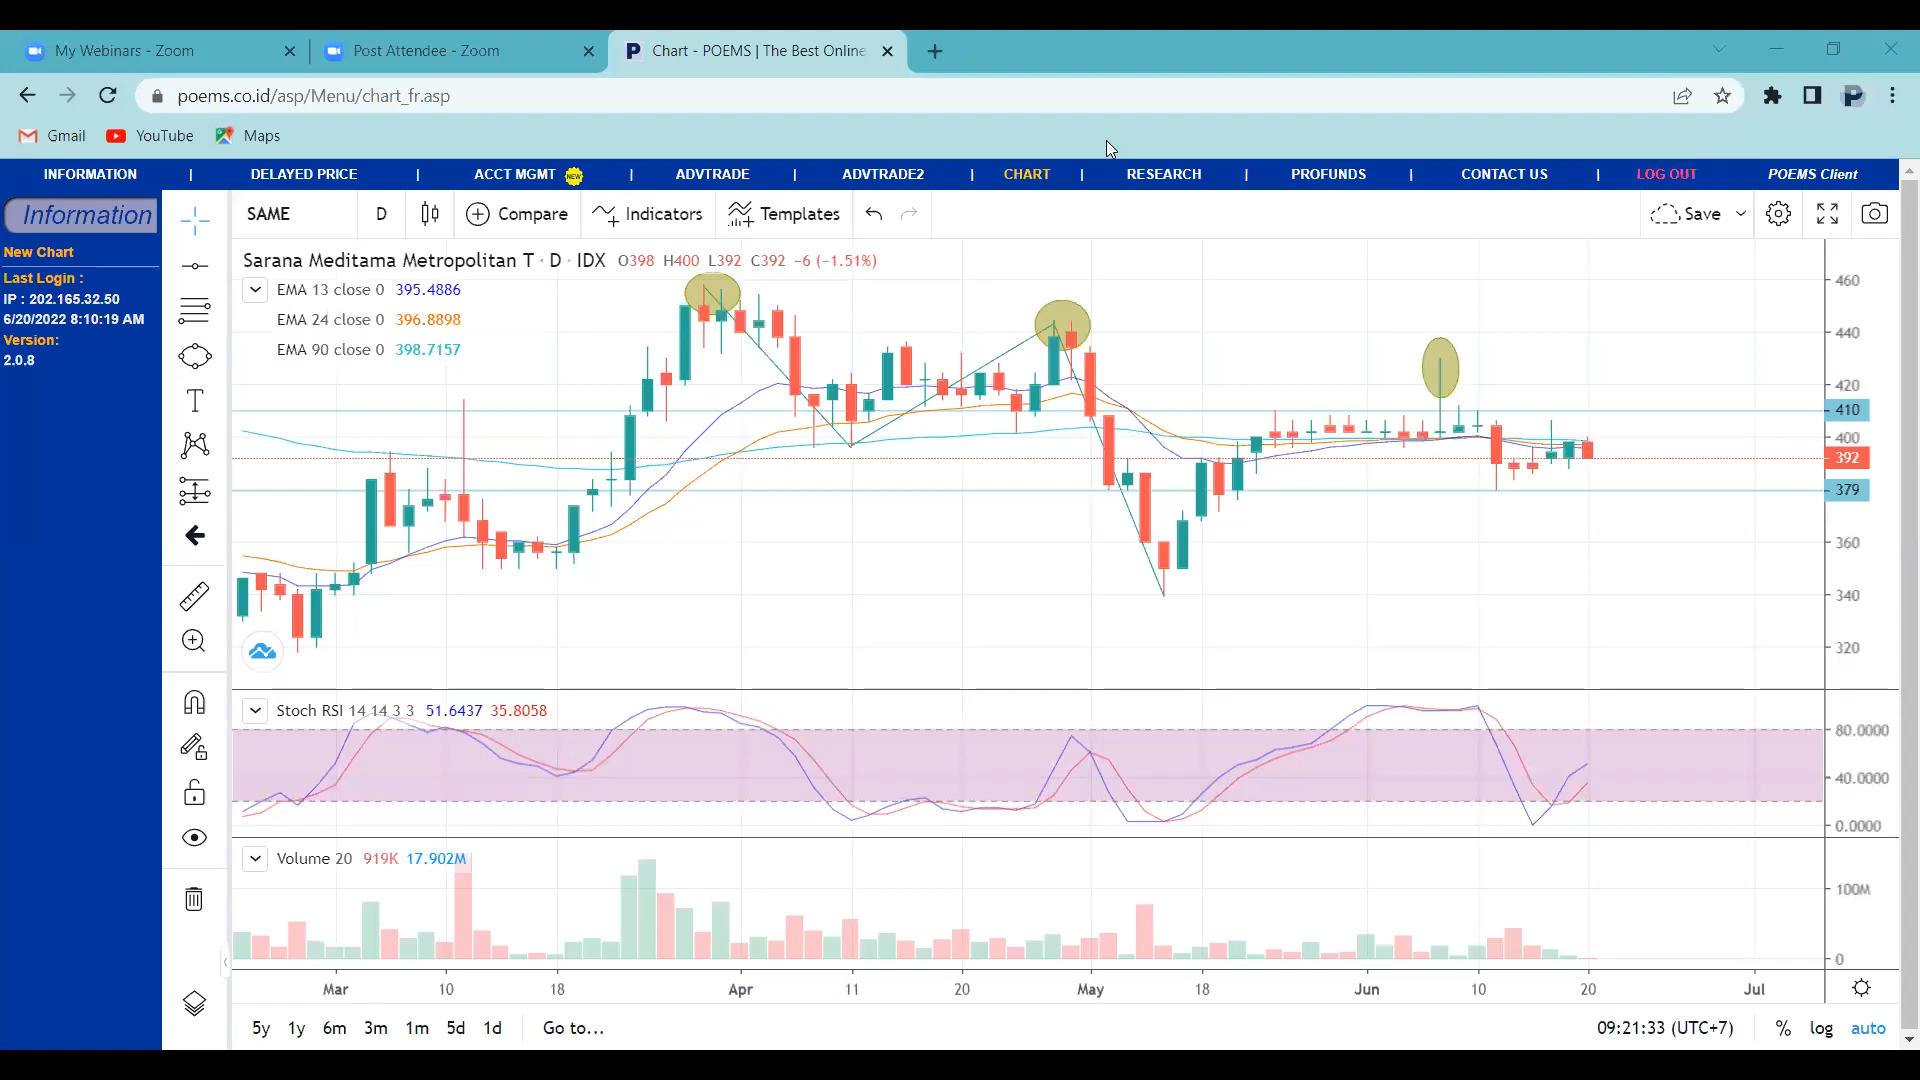 My Webinars - Zoom
Post Attendee - Zoom
Chart - POEMS | The Best Online
poems.co.id/asp/Menu/chart_fr.asp
Gmail YouTube Maps
INFORMATION | DELAYED PRICE | ACCT MGMT NEW | ADVTRADE | ADVTRADE2 | CHART | RESEARCH | PROFUNDS | CONTACT US | LOG OUT POEMS Client
Information
New Chart
Last Login :
IP : 202.165.32.50
6/20/2022 8:10:19 AM
Version:
2.0.8
SAME D Compare Indicators Templates Save
Sarana Meditama Metropolitan T · D · IDX O398 H400 L392 C392 −6 (−1.51%)
EMA 13 close 0 395.4886
EMA 24 close 0 396.8898
EMA 90 close 0 398.7157
460
440
420
410
400
392
379
360
340
320
Stoch RSI 14 14 3 3 51.6437 35.8058
80.0000
40.0000
0.0000
Volume 20 919K 17.902M
100M
0
Mar 10 18 Apr 11 20 May 18 Jun 10 20 Jul
5y 1y 6m 3m 1m 5d 1d Go to... 09:21:33 (UTC+7) % log auto